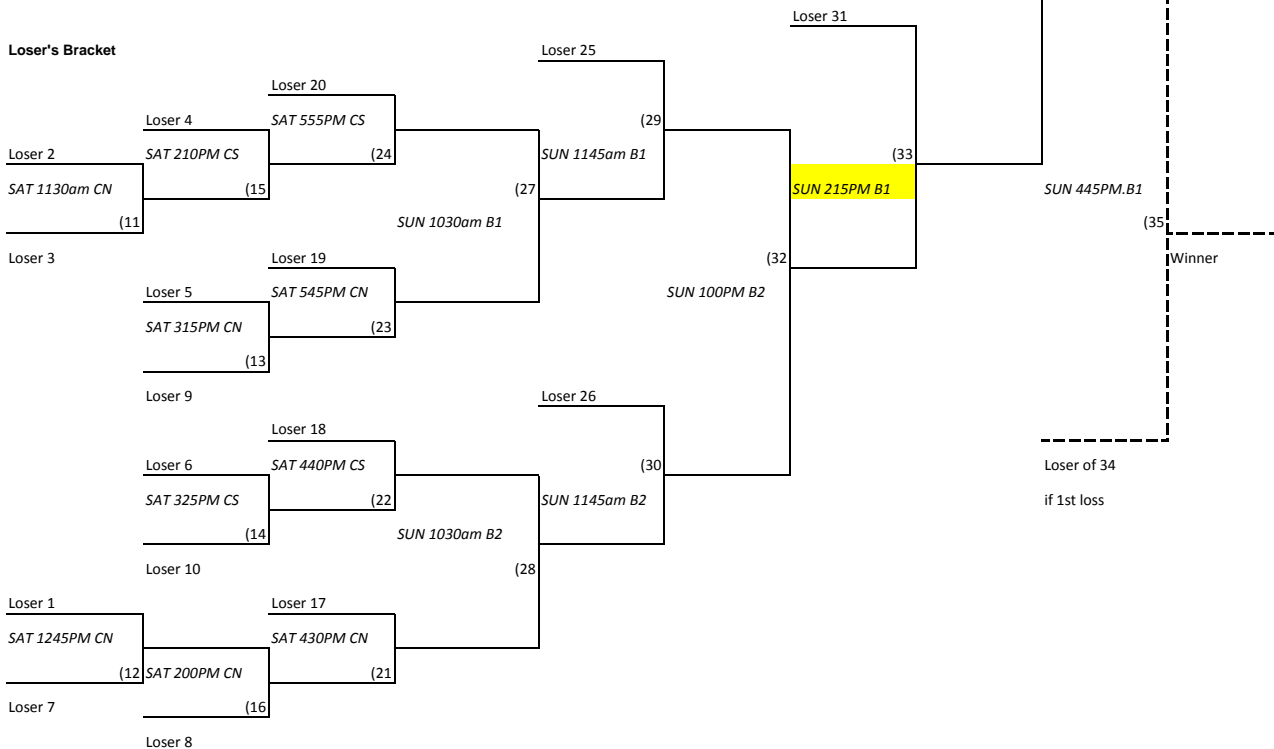 Loser 31
Loser's Bracket
Loser 25
Loser 20
Loser 4
SAT 555PM CS
(29
Loser 2
SAT 210PM CS
(24
SUN 1145am B1
(33
SAT 1130am CN
(15
(27
SUN 215PM B1
SUN 445PM.B1
(11
SUN 1030am B1
(35
Loser 3
Loser 19
(32
Winner
Loser 5
SAT 545PM CN
SUN 100PM B2
SAT 315PM CN
(23
(13
Loser 9
Loser 26
Loser 18
Loser 6
SAT 440PM CS
(30
Loser of 34
SAT 325PM CS
(22
SUN 1145am B2
if 1st loss
(14
SUN 1030am B2
Loser 10
(28
Loser 1
Loser 17
SAT 1245PM CN
SAT 430PM CN
(12
SAT 200PM CN
(21
Loser 7
(16
Loser 8